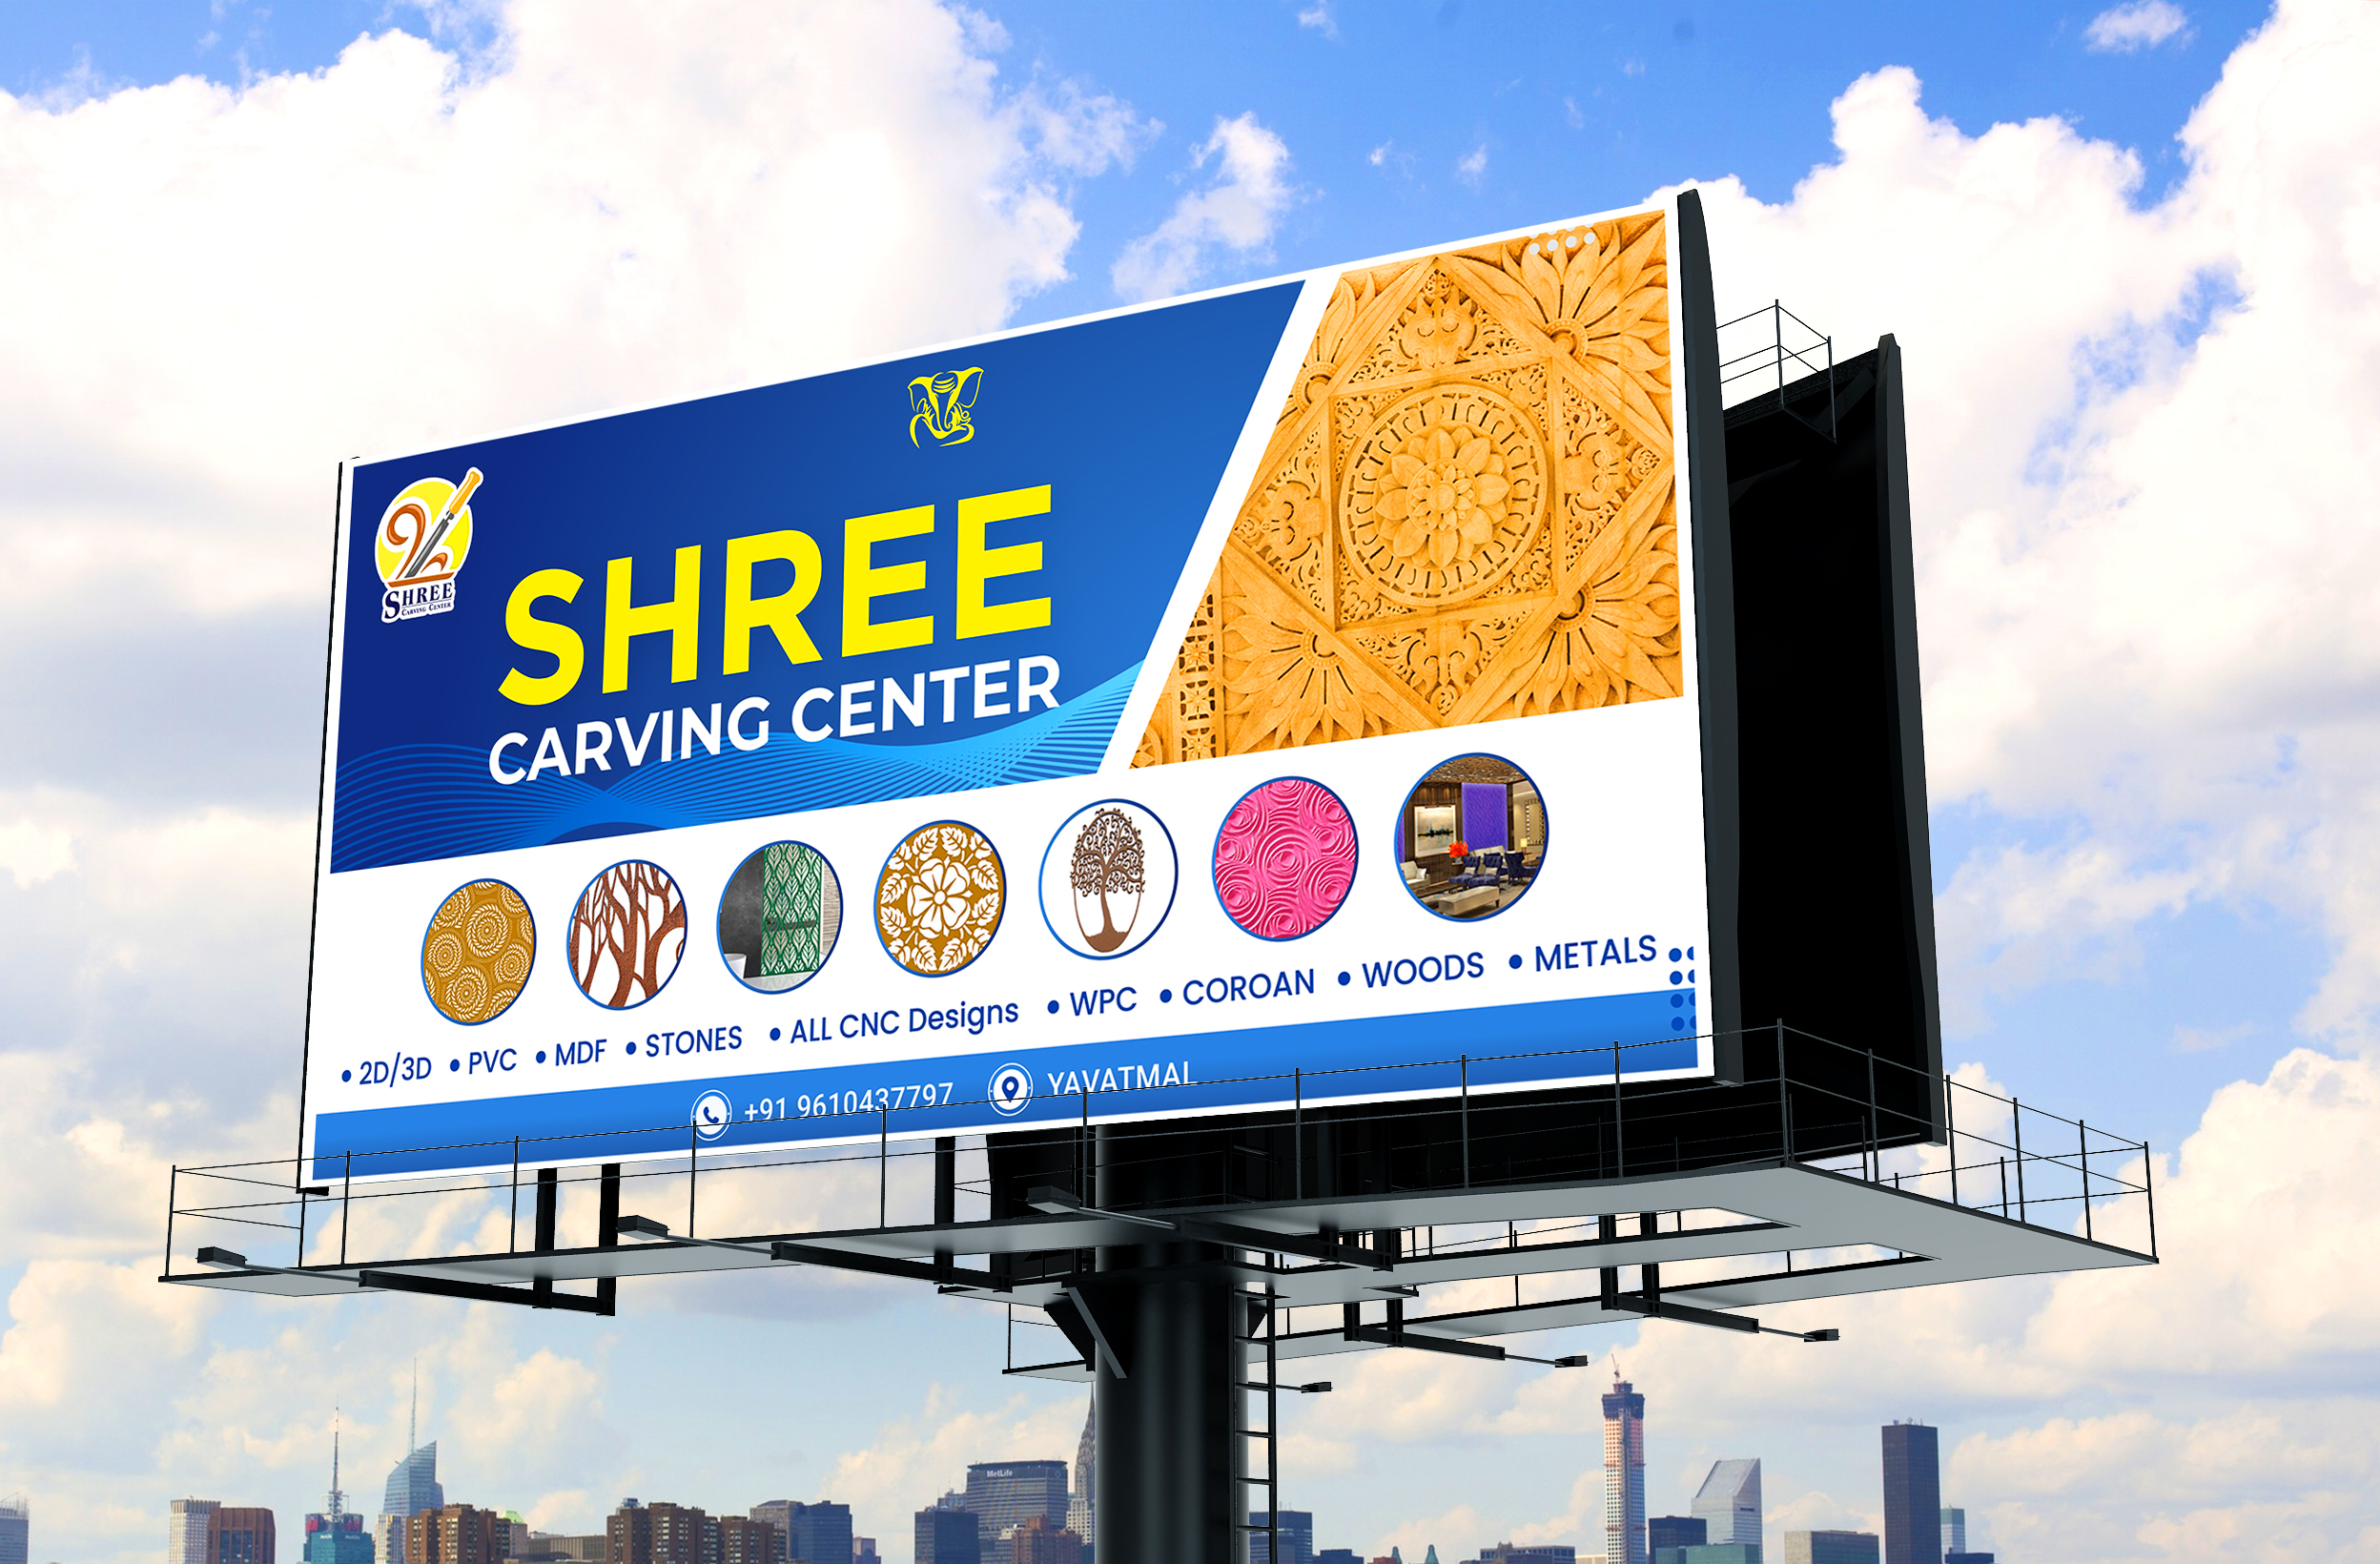 SHREE
CARVING CENTER
SHREE
CARVING CENTER
• 2D/3D • PVC • MDF • STONES • ALL CNC Designs • WPC • COROAN • WOODS • METALS
+91 9610437797 YAVATMAL
MetLife